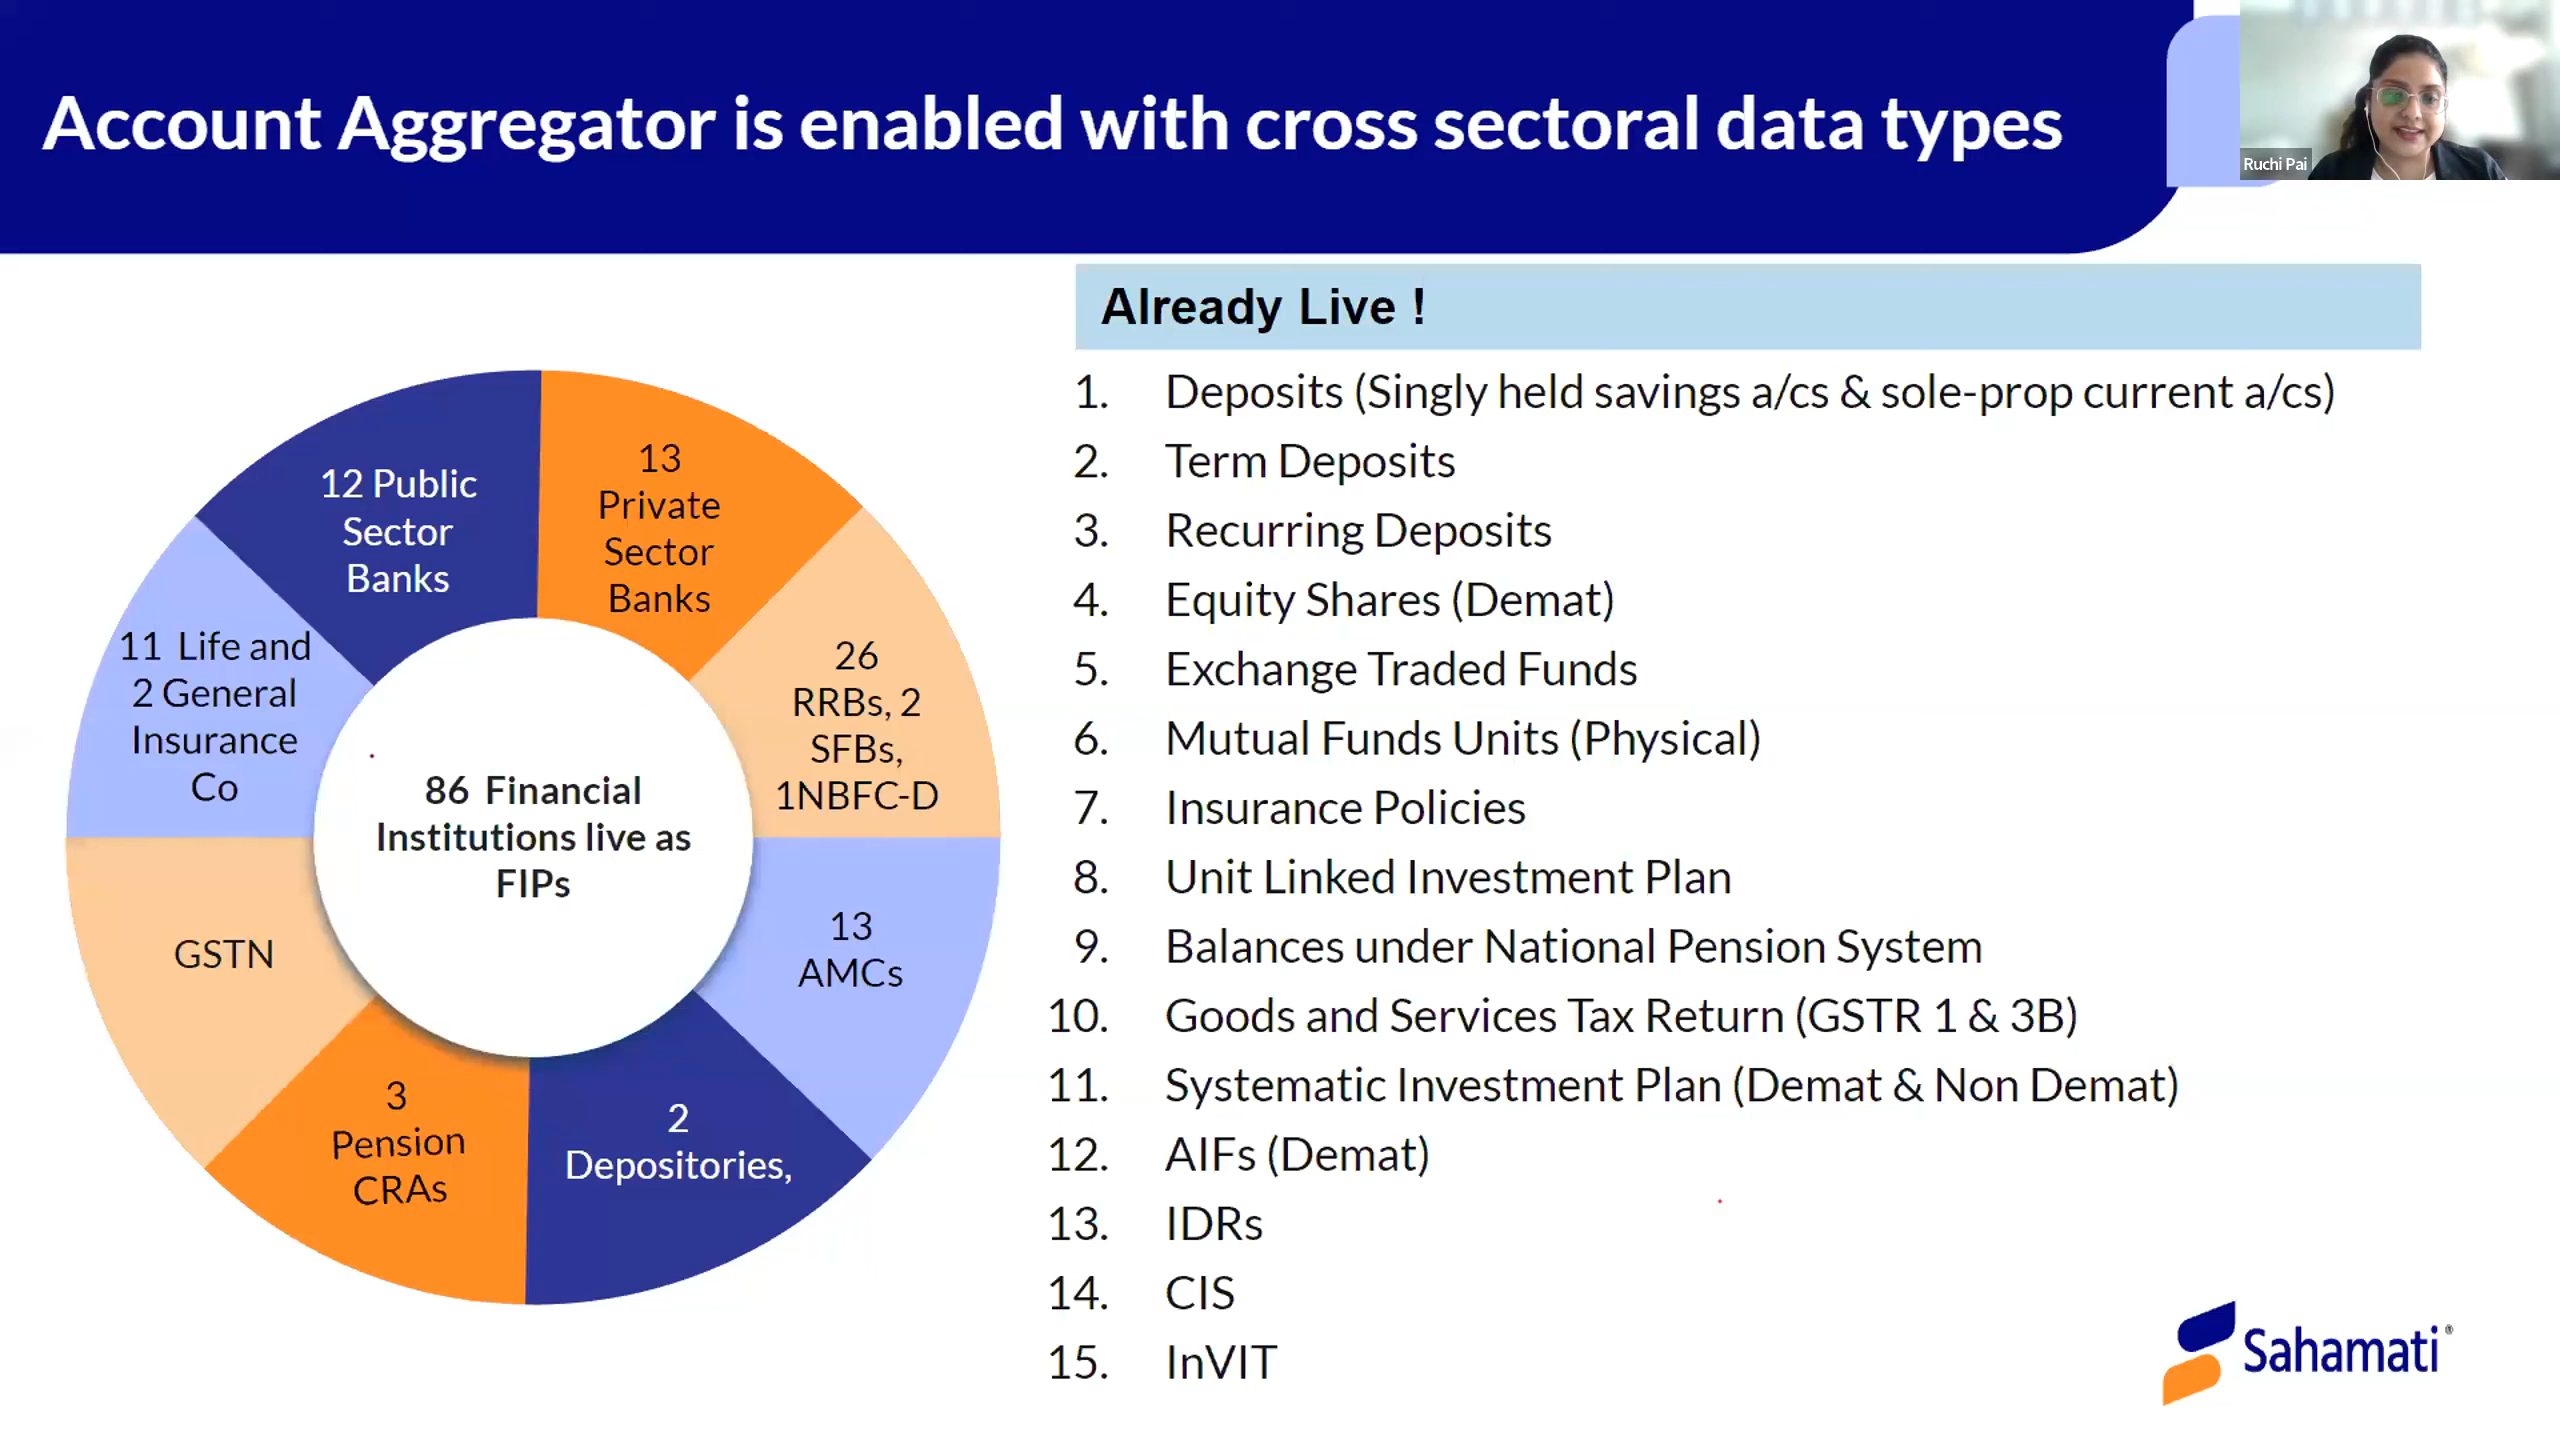 Account Aggregator is enabled with cross sectoral data types
Ruchi Pai
12 Public
Sector
Banks
13
Private
Sector
Banks
26
RRBs, 2
SFBs,
1NBFC-D
13
AMCs
2
Depositories,
3
Pension
CRAs
GSTN
11 Life and
2 General
Insurance
Co
86 Financial
Institutions live as
FIPs
Already Live !
1. Deposits (Singly held savings a/cs & sole-prop current a/cs)
2. Term Deposits
3. Recurring Deposits
4. Equity Shares (Demat)
5. Exchange Traded Funds
6. Mutual Funds Units (Physical)
7. Insurance Policies
8. Unit Linked Investment Plan
9. Balances under National Pension System
10. Goods and Services Tax Return (GSTR 1 & 3B)
11. Systematic Investment Plan (Demat & Non Demat)
12. AIFs (Demat)
13. IDRs
14. CIS
15. InVIT
Sahamati®